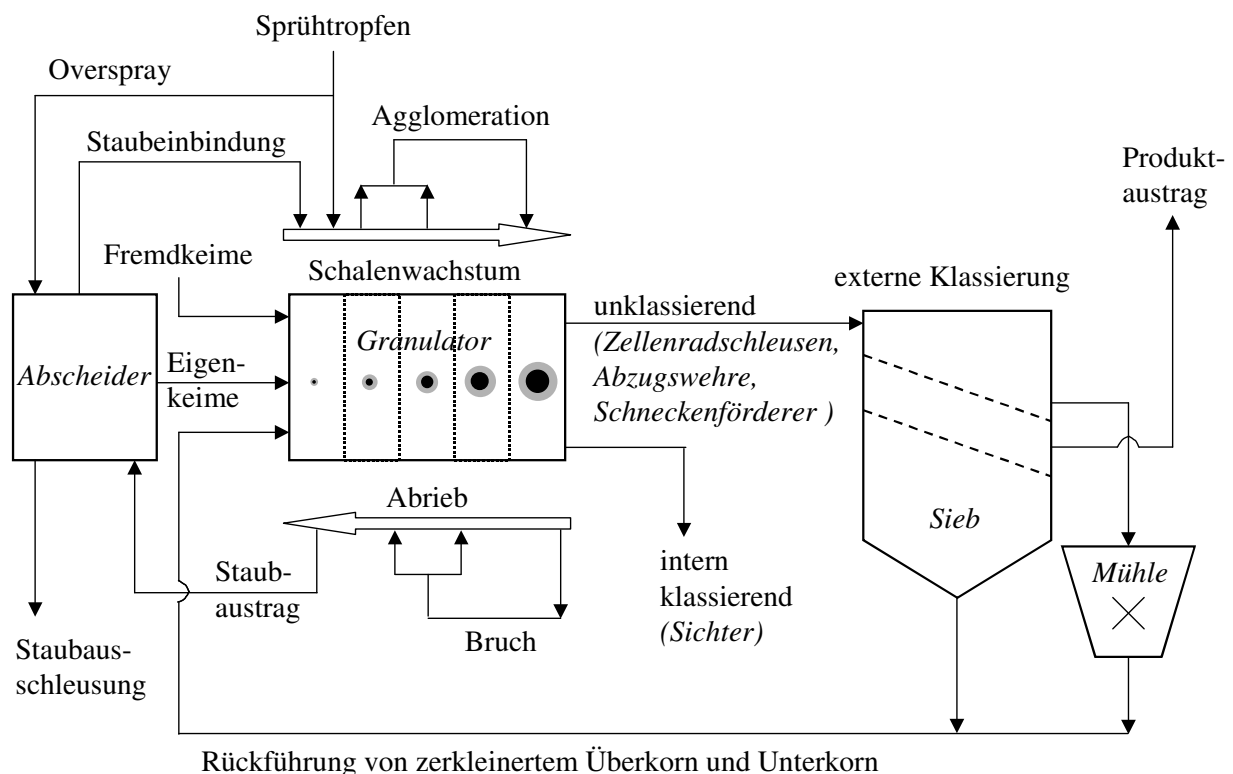 Sprühtropfen
Overspray
Agglomeration
Staubeinbindung
Produkt-
austrag
Fremdkeime
Schalenwachstum
externe Klassierung
unklassierend
(Zellenradschleusen,
Abzugswehre,
Schneckenförderer )
Granulator
Abscheider
Eigen-
keime
Abrieb
Sieb
intern
klassierend
(Sichter)
Mühle
Staub-
austrag
Bruch
Staubaus-
schleusung
Rückführung von zerkleinertem Überkorn und Unterkorn